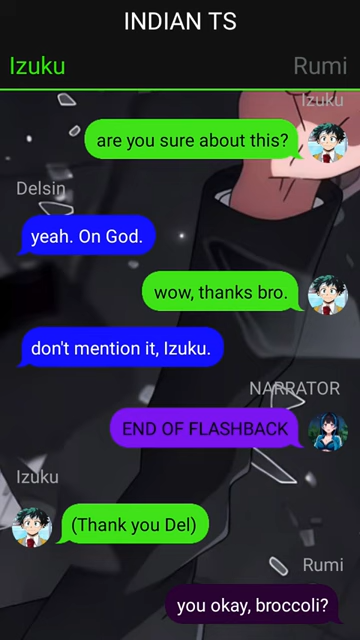 INDIAN TS
Izuku Rumi
Izuku
are you sure about this?
Delsin
yeah. On God.
wow, thanks bro.
don't mention it, Izuku.
NARRATOR
END OF FLASHBACK
Izuku
(Thank you Del)
Rumi
you okay, broccoli?